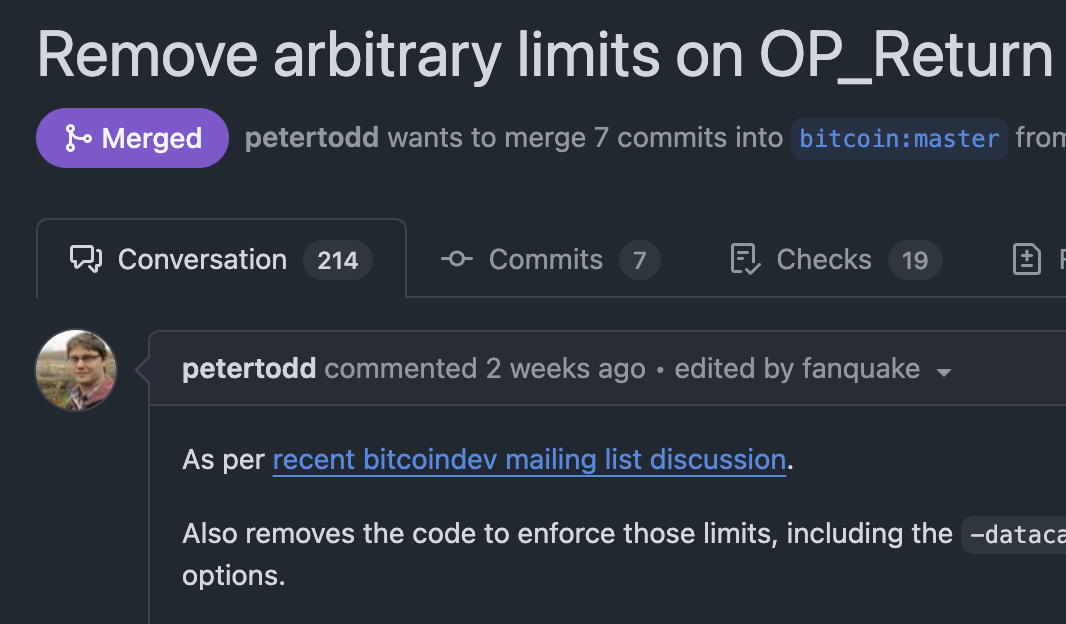 Remove arbitrary limits on OP_Return
Merged petertodd wants to merge 7 commits into bitcoin:master from
Conversation 214 Commits 7 Checks 19
petertodd commented 2 weeks ago • edited by fanquake
As per recent bitcoindev mailing list discussion.
Also removes the code to enforce those limits, including the -dataca
options.